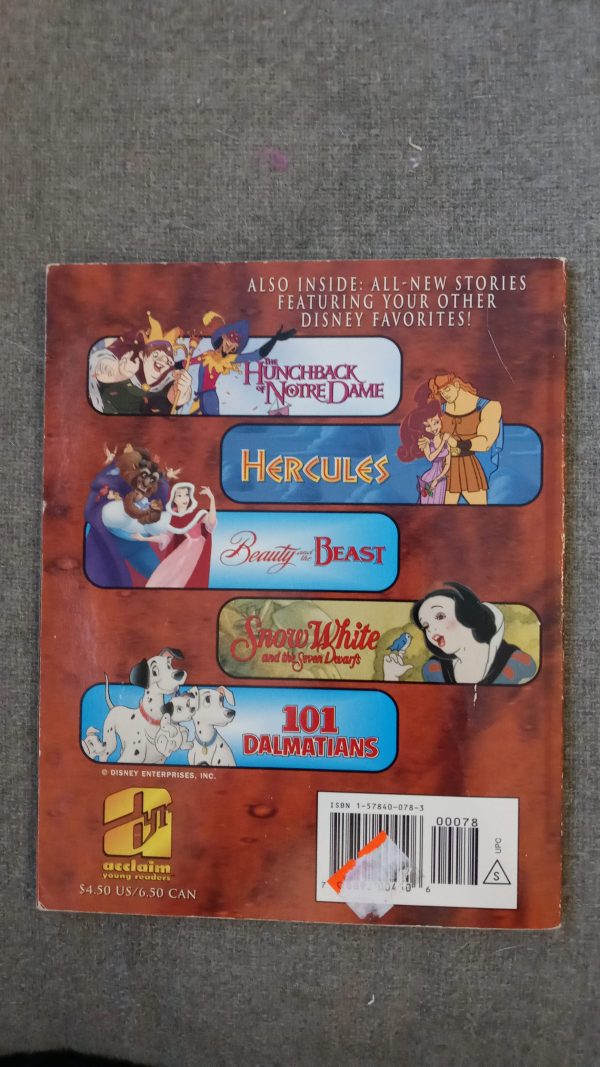 ALSO INSIDE: ALL-NEW STORIES
FEATURING YOUR OTHER
DISNEY FAVORITES!
THE
HUNCHBACK
OF NOTRE DAME
HERCULES
Beauty and the BEAST
Snow White
and the Seven Dwarfs
101
DALMATIANS
© DISNEY ENTERPRISES, INC.
ayr
acclaim
young readers
$4.50 US/6.50 CAN
ISBN 1-57840-078-3
00078
UPC
S
7
6